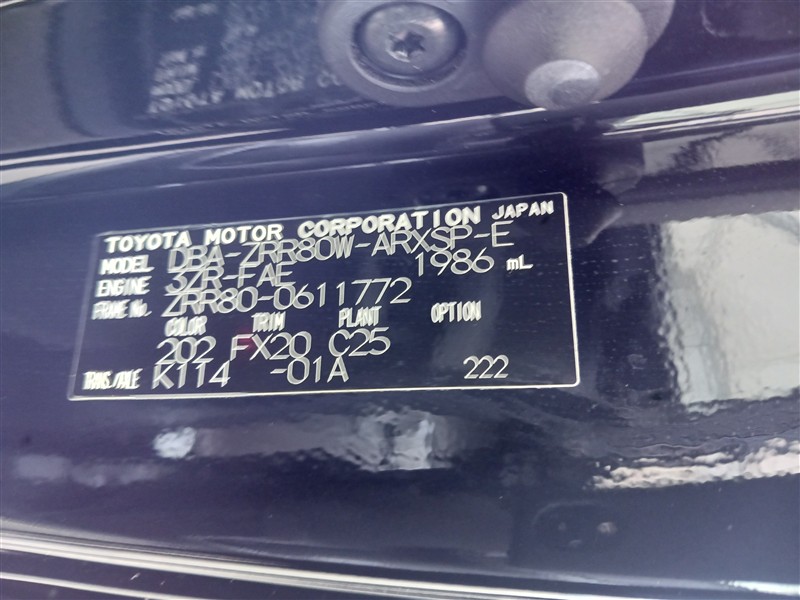 TOYOTA MOTOR CORPORATION JAPAN
MODEL DBA-ZRR80W-ARXSP-E
ENGINE 3ZR-FAE 1986 mL
FRAME No. ZRR80-0611772
COLOR TRIM PLANT OPTION
202 FX20 C25
TRANS./AXLE K114 -01A 222